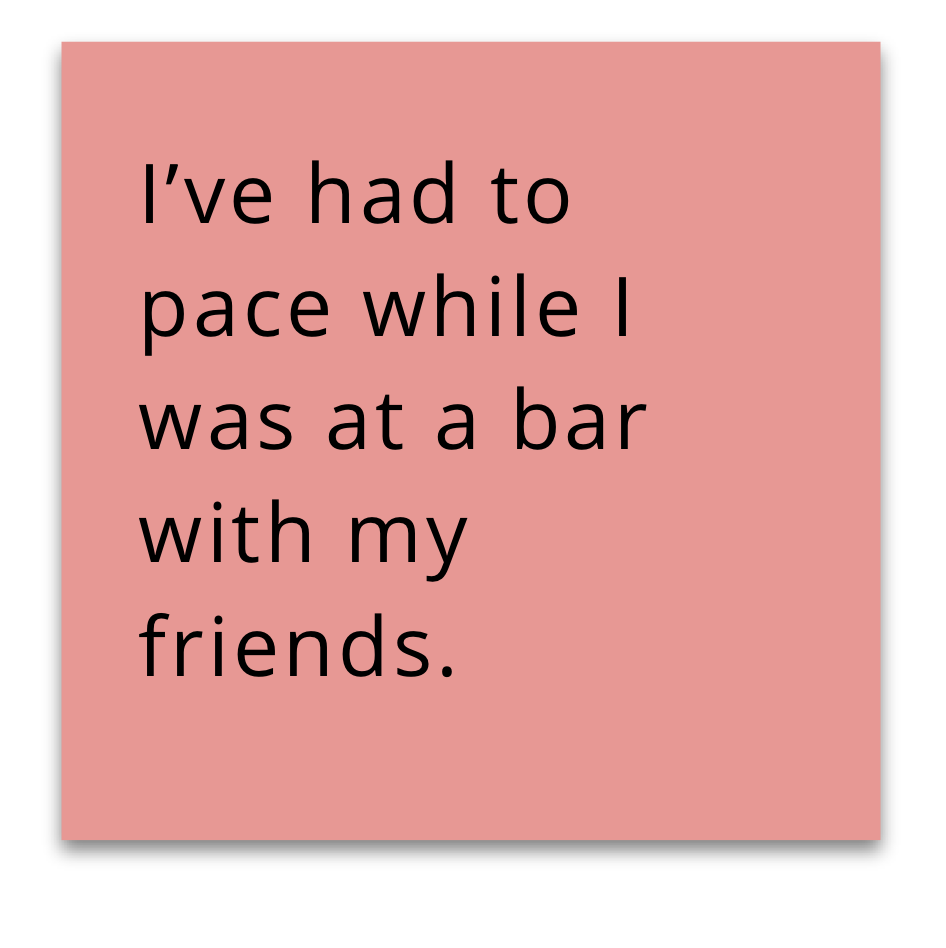 I’ve had to
pace while I
was at a bar
with my
friends.